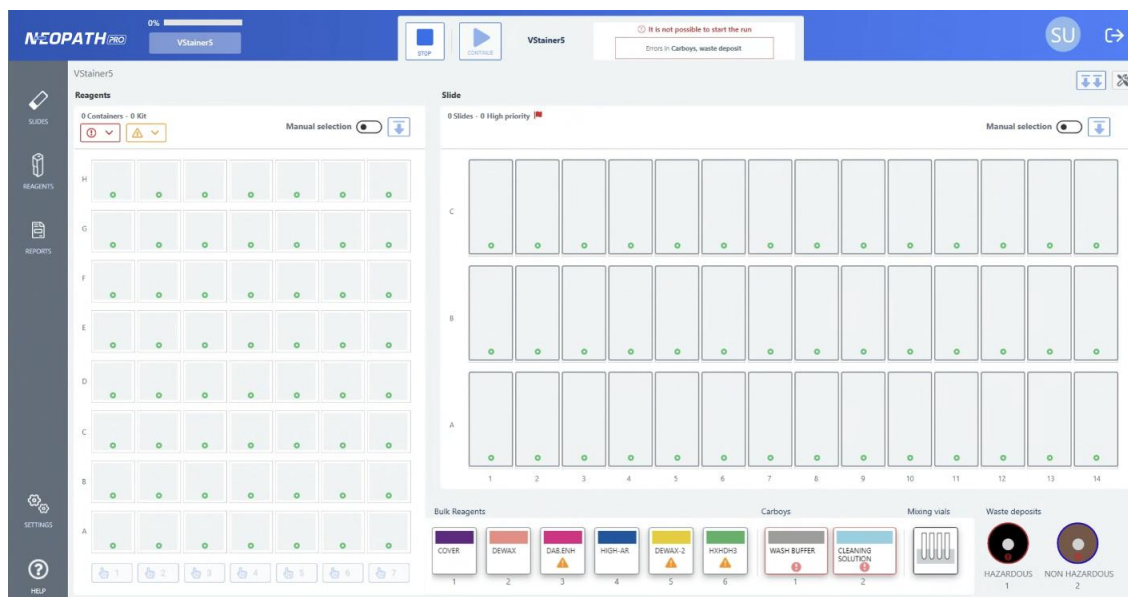 NEOPATH PRO
0%
VStainer5
STOP
CONTINUE
VStainer5
It is not possible to start the run
Errors in Carboys, waste deposit
SU
VStainer5
SLIDES
REAGENTS
REPORTS
SETTINGS
HELP
Reagents
0 Containers - 0 Kit
Manual selection
H
G
F
E
D
C
B
A
1 2 3 4 5 6 7
Slide
0 Slides - 0 High priority
Manual selection
C
B
A
1 2 3 4 5 6 7 8 9 10 11 12 13 14
Bulk Reagents
COVER
1
DEWAX
2
DAB.ENH
3
HIGH-AR
4
DEWAX-2
5
HXHDH3
6
Carboys
WASH BUFFER
1
CLEANING
SOLUTION
2
Mixing vials
Waste deposits
HAZARDOUS
1
NON HAZARDOUS
2